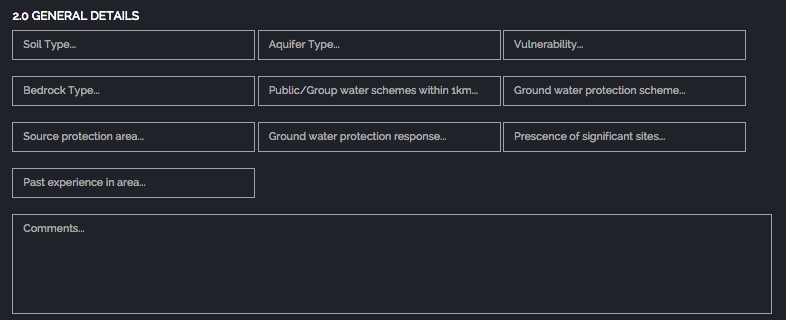 2.0 GENERAL DETAILS
Soil Type...
Aquifer Type...
Vulnerability...
Bedrock Type...
Public/Group water schemes within 1km...
Ground water protection scheme...
Source protection area...
Ground water protection response...
Prescence of significant sites...
Past experience in area...
Comments...